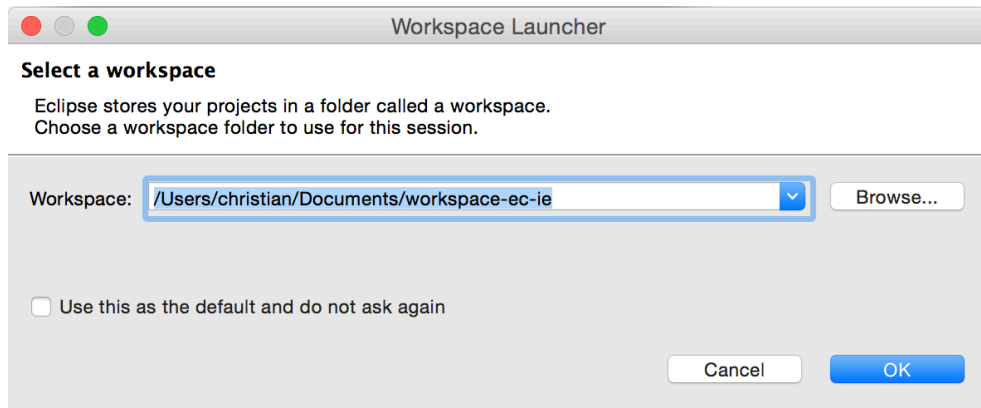 Workspace Launcher
Select a workspace
Eclipse stores your projects in a folder called a workspace.
Choose a workspace folder to use for this session.
Workspace: /Users/christian/Documents/workspace-ec-ie Browse...
Use this as the default and do not ask again
Cancel OK